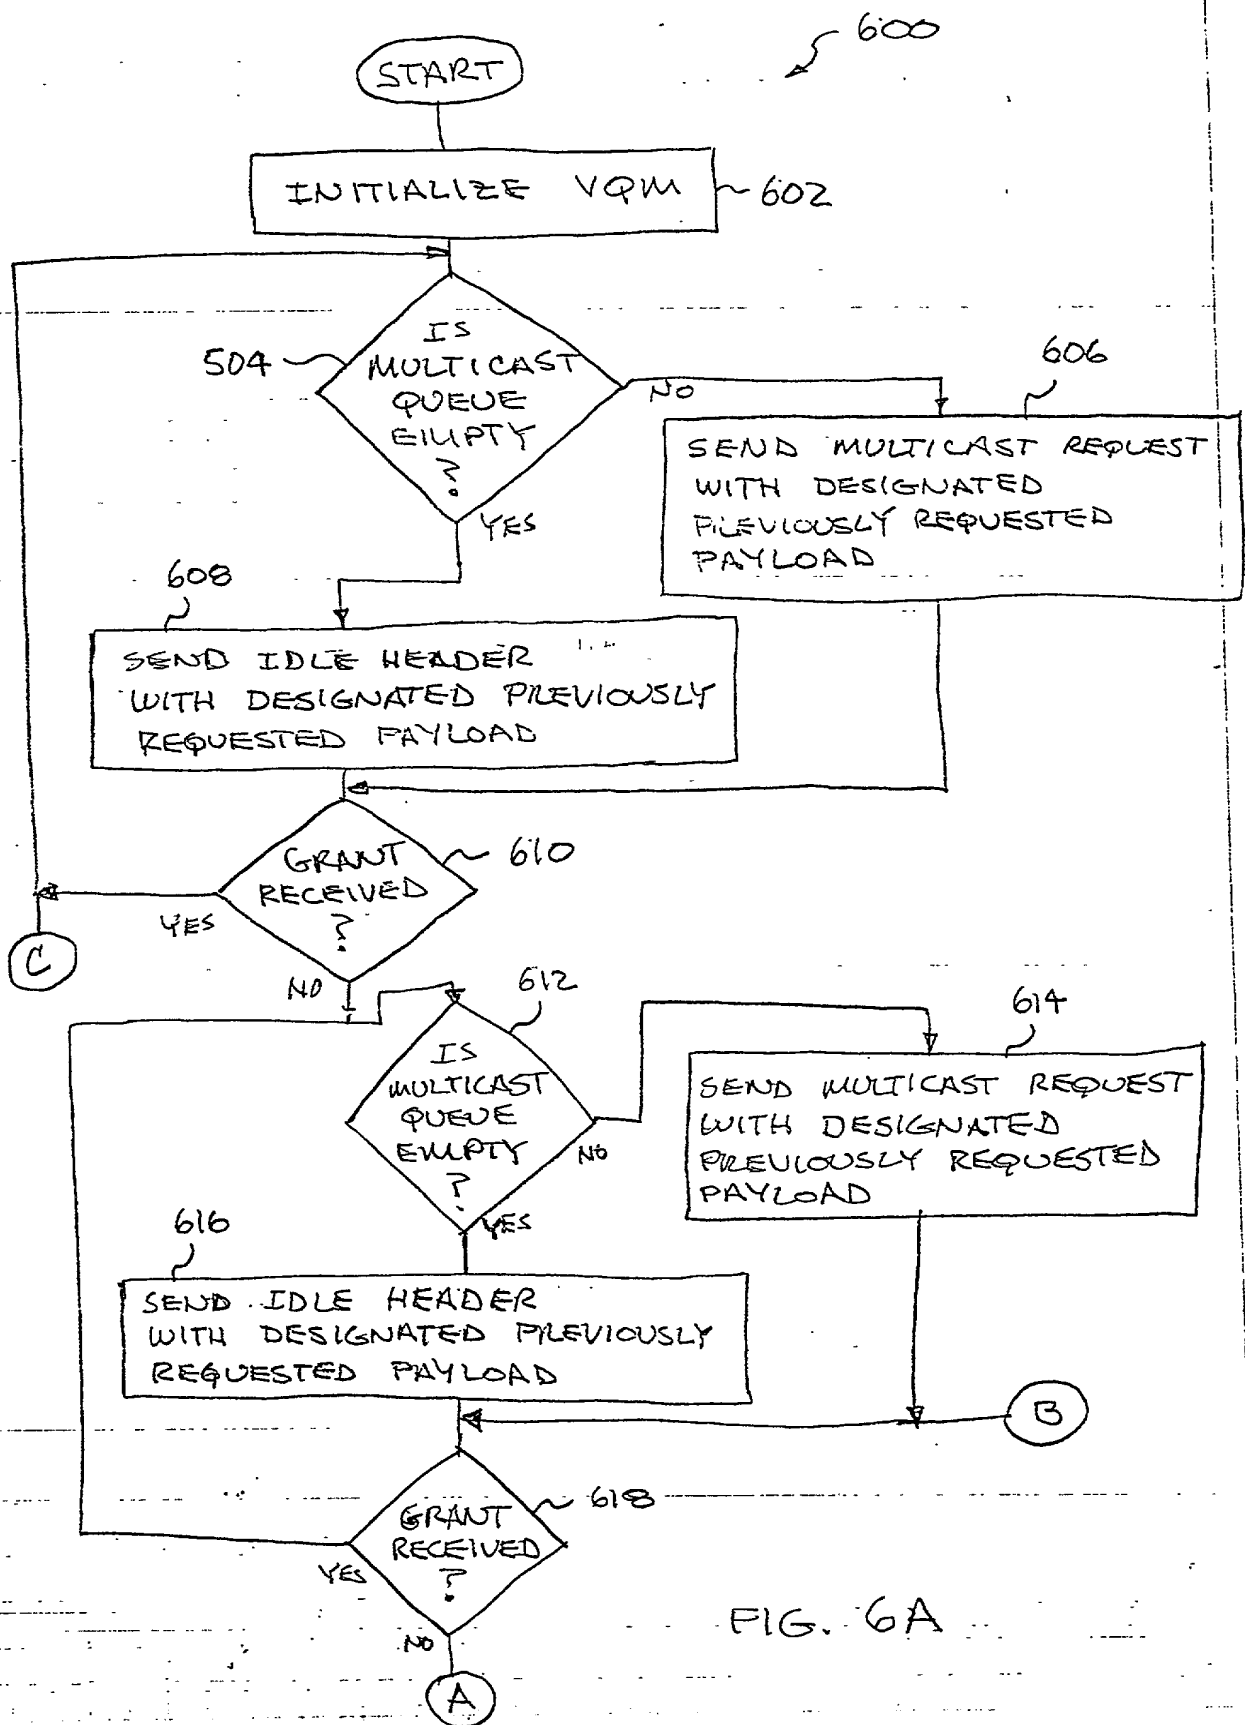 600
START
INITIALIZE VQM
602
504
IS
MULTICAST
QUEUE
EMPTY
?
NO
YES
606
SEND MULTICAST REQUEST
WITH DESIGNATED
PREVIOUSLY REQUESTED
PAYLOAD
608
SEND IDLE HEADER
WITH DESIGNATED PREVIOUSLY
REQUESTED PAYLOAD
GRANT
RECEIVED
?
610
YES
NO
C
612
IS
MULTICAST
QUEUE
EMPTY
?
NO
YES
614
SEND MULTICAST REQUEST
WITH DESIGNATED
PREVIOUSLY REQUESTED
PAYLOAD
616
SEND IDLE HEADER
WITH DESIGNATED PREVIOUSLY
REQUESTED PAYLOAD
B
GRANT
RECEIVED
?
618
YES
NO
A
FIG. 6A